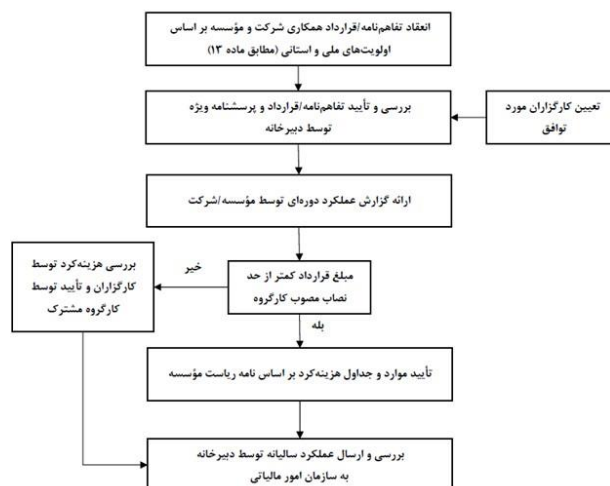 انعقاد تفاهم‌نامه/قرارداد همکاری شرکت و مؤسسه بر اساس
اولویت‌های ملی و استانی (مطابق ماده ۱۳)
بررسی و تأیید تفاهم‌نامه/قرارداد و پرسشنامه ویژه
توسط دبیرخانه
تعیین کارگزاران مورد
توافق
ارائه گزارش عملکرد دوره‌ای توسط مؤسسه/شرکت
مبلغ قرارداد کمتر از حد
نصاب مصوب کارگروه
خیر
بررسی هزینه‌کرد توسط
کارگزاران و تأیید توسط
کارگروه مشترک
بله
تأیید موارد و جداول هزینه‌کرد بر اساس نامه ریاست مؤسسه
بررسی و ارسال عملکرد سالیانه توسط دبیرخانه
به سازمان امور مالیاتی